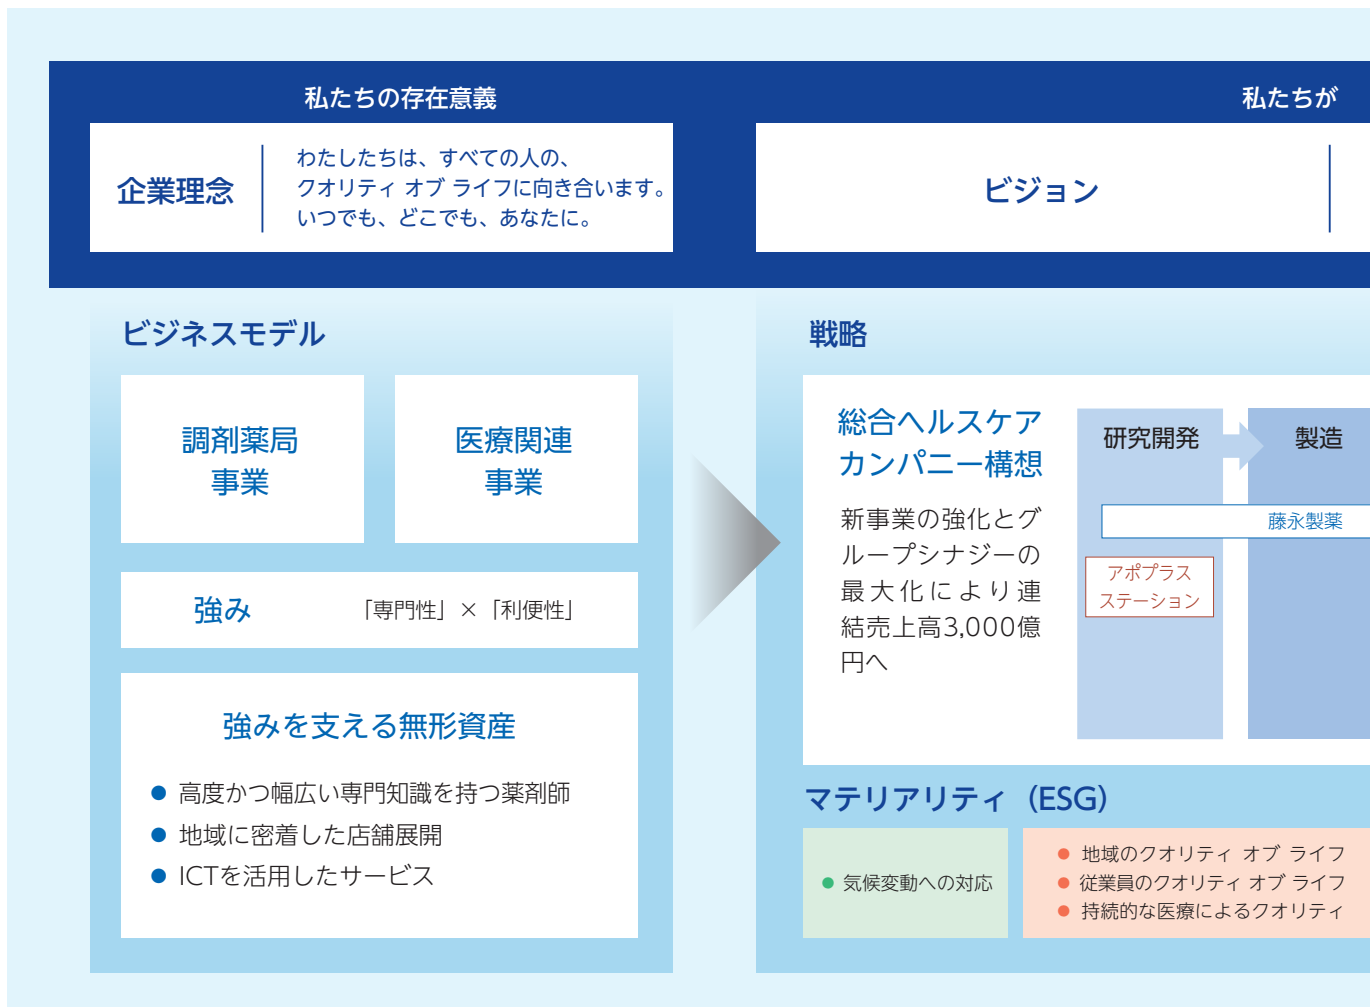 私たちの存在意義
企業理念
わたしたちは、すべての人の、
クオリティ オブ ライフに向き合います。
いつでも、どこでも、あなたに。
私たちが
ビジョン
ビジネスモデル
調剤薬局
事業
医療関連
事業
強み
「専門性」×「利便性」
強みを支える無形資産
● 高度かつ幅広い専門知識を持つ薬剤師
● 地域に密着した店舗展開
● ICTを活用したサービス
戦略
総合ヘルスケア
カンパニー構想
新事業の強化とグ
ループシナジーの
最大化により連
結売上高3,000億
円へ
研究開発
製造
藤永製薬
アポプラス
ステーション
マテリアリティ(ESG)
● 気候変動への対応
● 地域のクオリティ オブ ライフ
● 従業員のクオリティ オブ ライフ
● 持続的な医療によるクオリティ